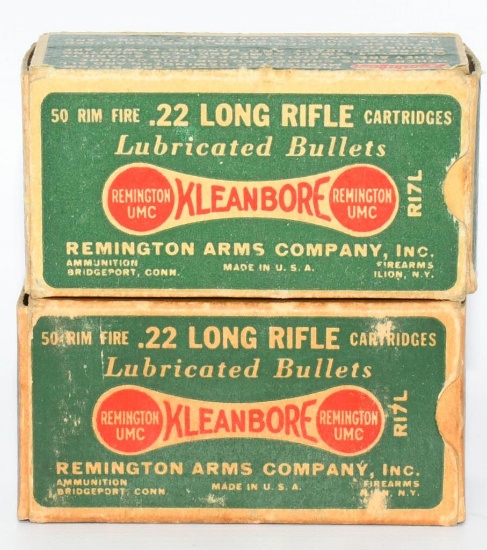 50 RIM FIRE .22 LONG RIFLE CARTRIDGES
Lubricated Bullets
REMINGTON UMC KLEANBORE REMINGTON UMC
R17L
REMINGTON ARMS COMPANY, INC.
AMMUNITION MADE IN U.S.A. FIREARMS
BRIDGEPORT, CONN. ILION, N.Y.
50 RIM FIRE .22 LONG RIFLE CARTRIDGES
Lubricated Bullets
REMINGTON UMC KLEANBORE REMINGTON UMC
R17L
REMINGTON ARMS COMPANY, INC.
AMMUNITION MADE IN U.S.A. FIREARMS
BRIDGEPORT, CONN. ILION, N.Y.